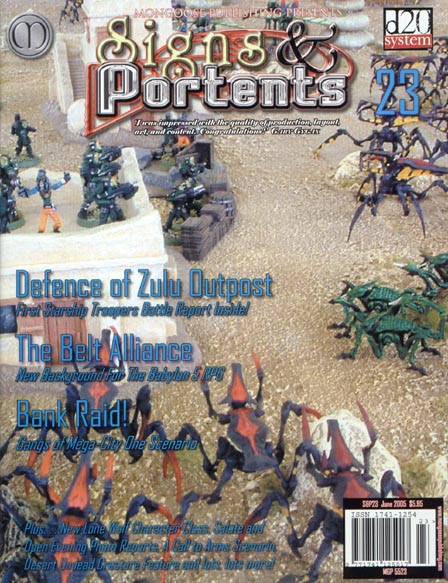 MONGOOSE PUBLISHING PRESENTS
d20
system
Signs &
Portents
23
"I was impressed with the quality of production, layout,
art, and content. Congratulations!" GARY GYGAX
Defence of Zulu Outpost
First Starship Troopers Battle Report Inside!
The Belt Alliance
New Background For The Babylon 5 RPG
Bank Raid!
Gangs of Mega-City One Scenario
Plus... New Lone Wolf Character Class, Salute and
Open Evening Photo Reports, A Call to Arms Scenario,
Desert Undead Creature Feature and lots, lots more!
S&P23 June 2005 $5.95
ISSN 1741-1254
23
MGP 5523